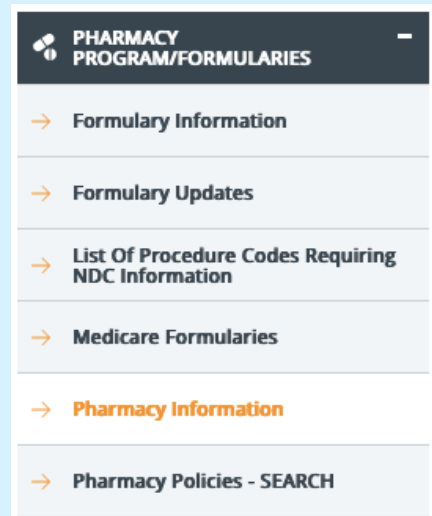 PHARMACY
PROGRAM/FORMULARIES
Formulary Information
Formulary Updates
List Of Procedure Codes Requiring
NDC Information
Medicare Formularies
Pharmacy Information
Pharmacy Policies - SEARCH